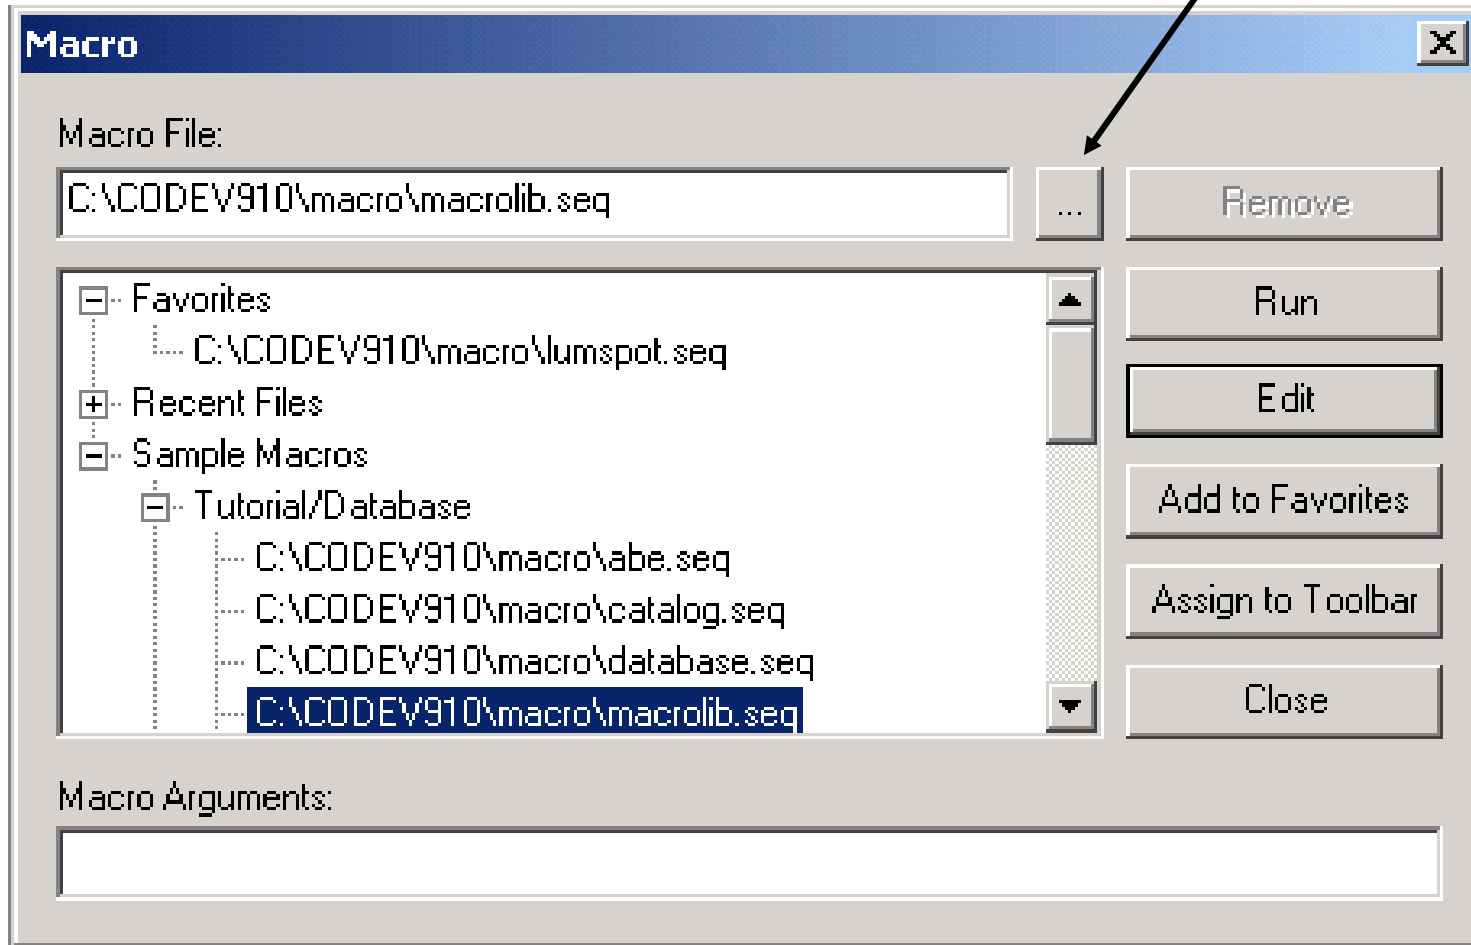 Macro
Macro File:
C:\CODEV910\macro\macrolib.seq
...
Remove
Favorites
C:\CODEV910\macro\lumspot.seq
Recent Files
Sample Macros
Tutorial/Database
C:\CODEV910\macro\abe.seq
C:\CODEV910\macro\catalog.seq
C:\CODEV910\macro\database.seq
C:\CODEV910\macro\macrolib.seq
Run
Edit
Add to Favorites
Assign to Toolbar
Close
Macro Arguments: